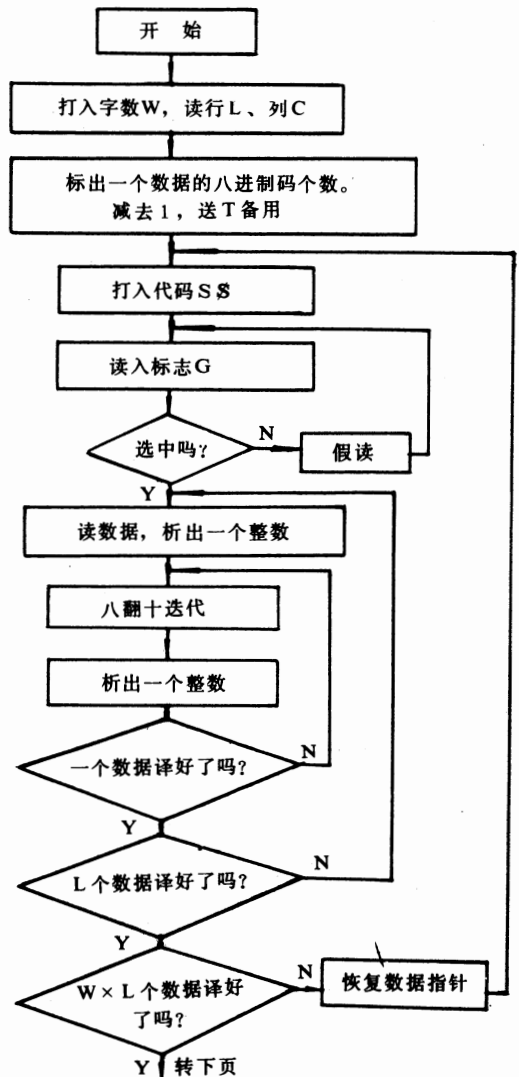 开 始
打入字数W，读行L、列C
标出一个数据的八进制码个数。
减去1，送T备用
打入代码S$
读入标志G
选中吗？
N
假读
Y
读数据，析出一个整数
八翻十迭代
析出一个整数
一个数据译好了吗？
N
Y
L个数据译好了吗？
N
Y
W×L个数据译好
了吗？
N
恢复数据指针
Y
转下页